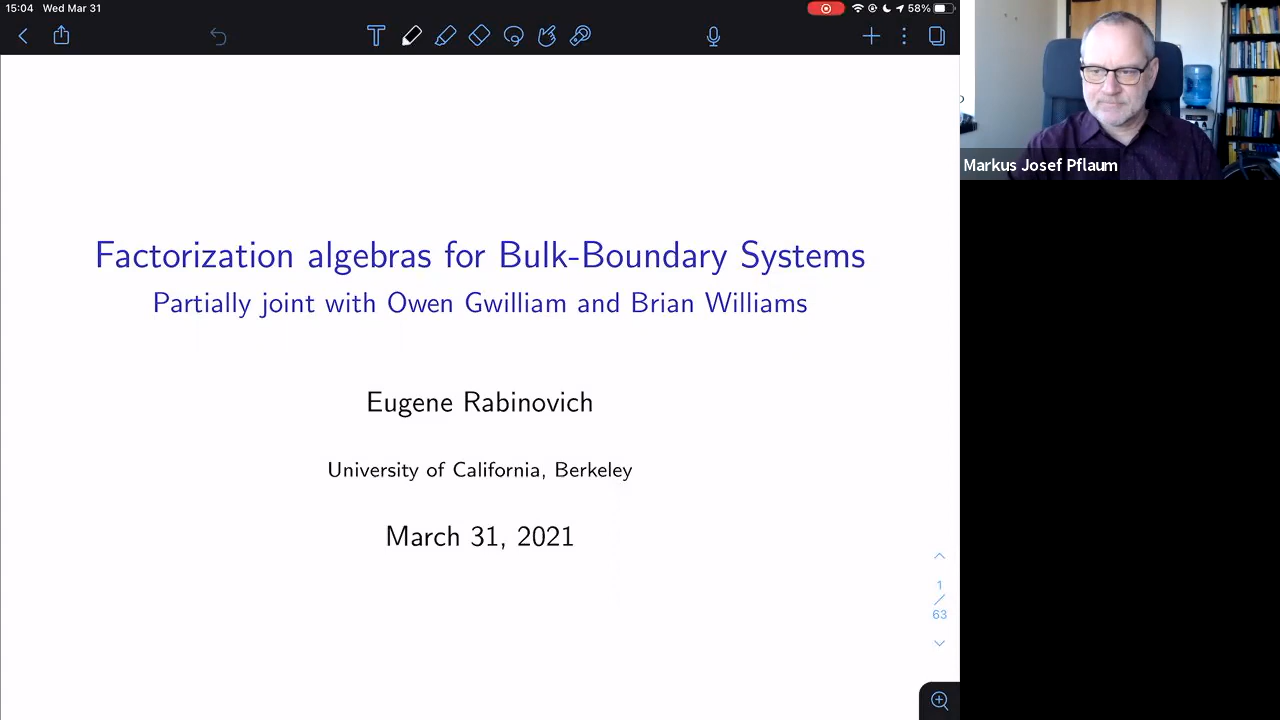 15:04 Wed Mar 31
58%
Factorization algebras for Bulk-Boundary Systems
Partially joint with Owen Gwilliam and Brian Williams
Eugene Rabinovich
University of California, Berkeley
March 31, 2021
1
/
63
Markus Josef Pflaum